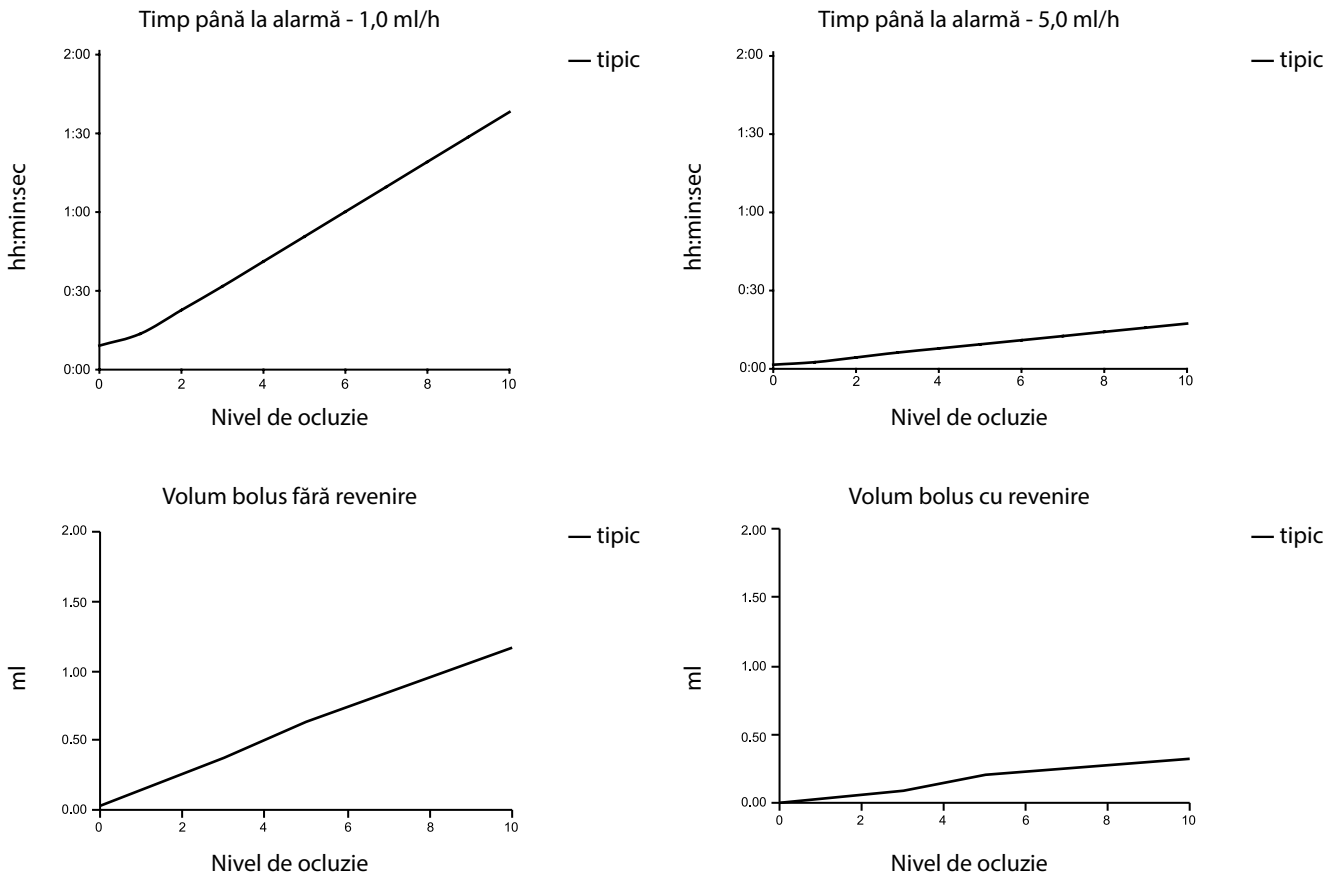 Timp până la alarmă - 1,0 ml/h
— tipic
hh:min:sec
2:00
1:30
1:00
0:30
0:00
0 2 4 6 8 10
Nivel de ocluzie
Timp până la alarmă - 5,0 ml/h
— tipic
hh:min:sec
2:00
1:30
1:00
0:30
0:00
0 2 4 6 8 10
Nivel de ocluzie
Volum bolus fără revenire
— tipic
ml
2.00
1.50
1.00
0.50
0.00
0 2 4 6 8 10
Nivel de ocluzie
Volum bolus cu revenire
— tipic
ml
2.00
1.50
1.00
0.50
0.00
0 2 4 6 8 10
Nivel de ocluzie